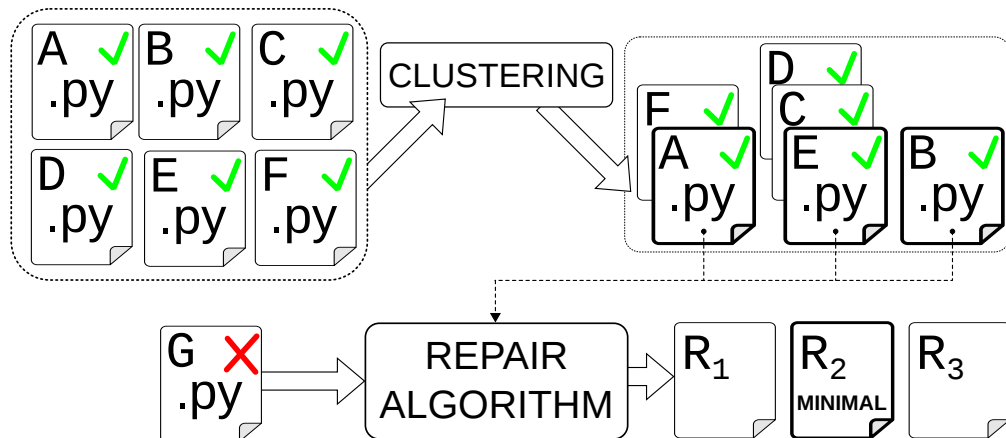 A
.py
B
.py
C
.py
D
.py
E
.py
F
.py
CLUSTERING
F
A
.py
D
C
E
.py
B
.py
G
.py
REPAIR
ALGORITHM
R1
R2
MINIMAL
R3